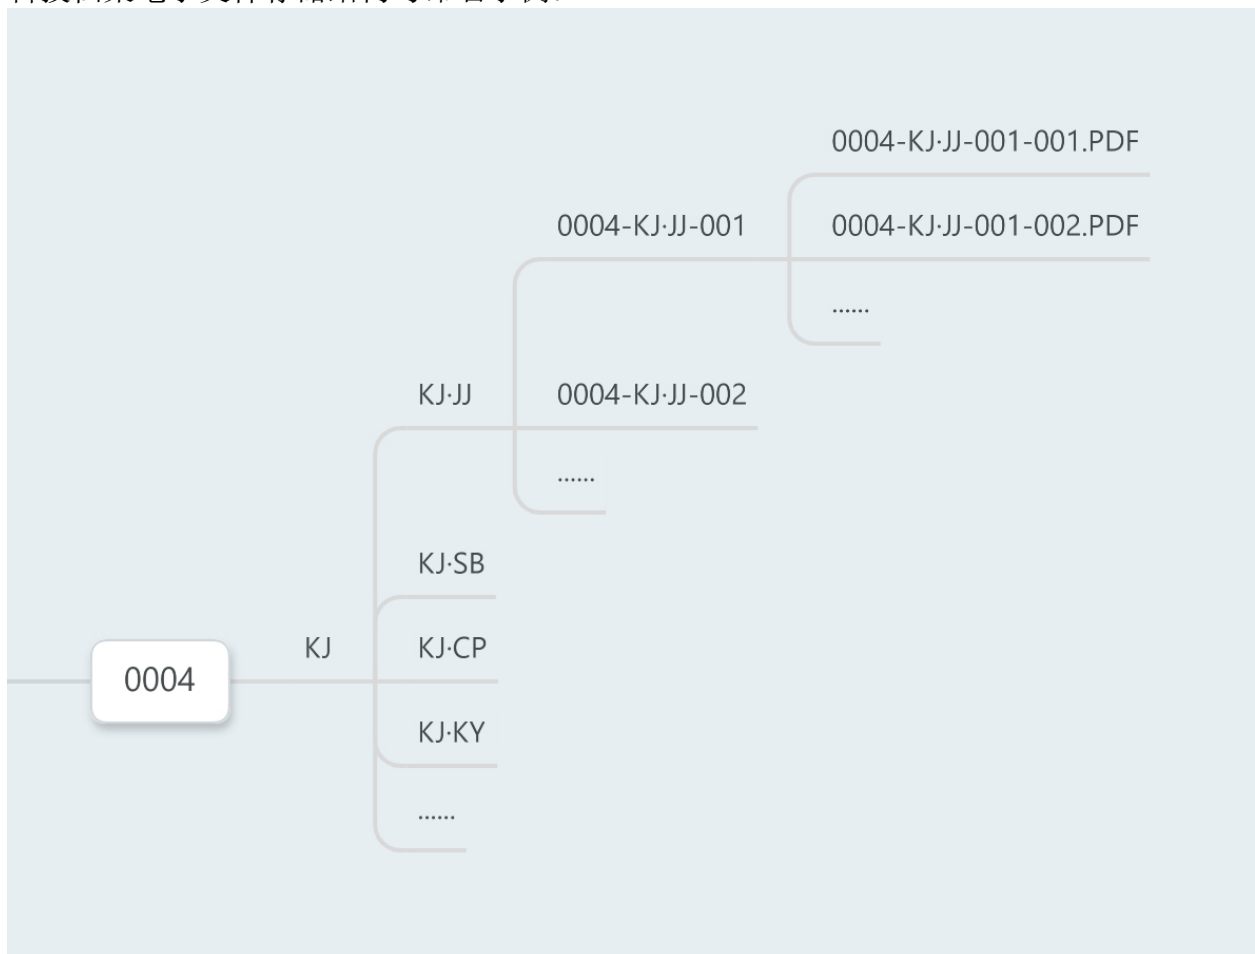 0004-KJ·JJ-001-001.PDF
0004-KJ·JJ-001
0004-KJ·JJ-001-002.PDF
......
KJ·JJ
0004-KJ·JJ-002
......
KJ·SB
KJ
KJ·CP
0004
KJ·KY
......